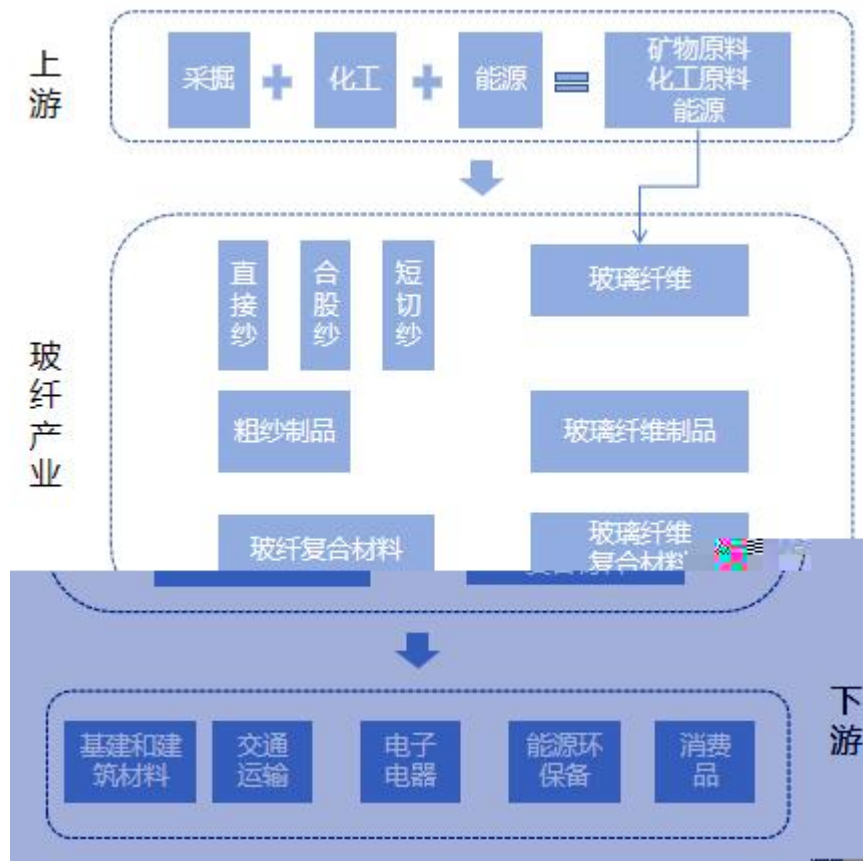 上
游
采掘
化工
能源
矿物原料
化工原料
能源
玻
纤
产
业
直
接
纱
合
股
纱
短
切
纱
玻璃纤维
粗纱制品
玻璃纤维制品
玻纤复合材料
玻璃纤维
复合材料
下
游
基建和建
筑材料
交通
运输
电子
电器
能源环
保备
消费
品